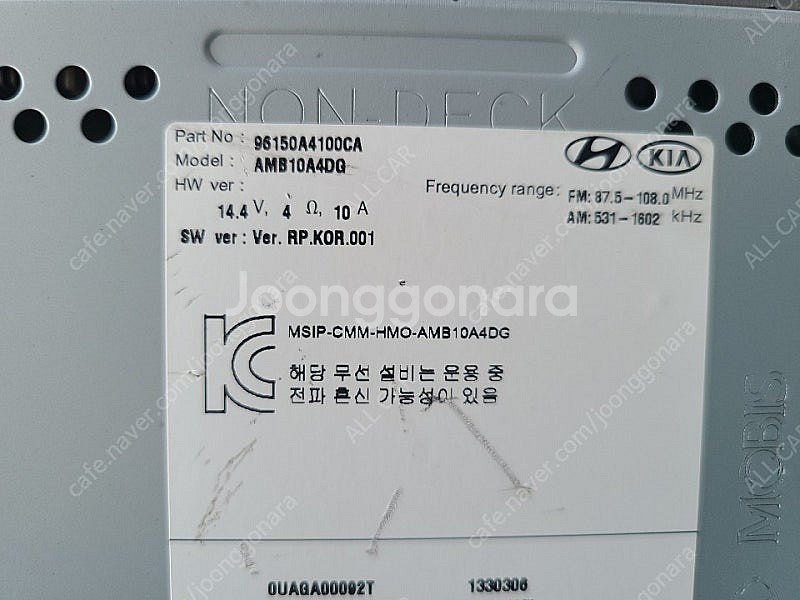 NON-DECK
Part No : 96150A4100CA
Model : AMB10A4DG
HW ver :
HYUNDAI KIA
Frequency range: FM: 87.5-108.0 MHz
AM: 531-1602 kHz
14.4 V, 4 Ω, 10 A
SW ver : Ver. RP.KOR.001
Joonggonara
MSIP-CMM-HMO-AMB10A4DG
해당 무선 설비는 운용 중
전파 혼신 가능성이 있음
MOBIS
0UAGA00092T 1330306
cafe.naver.com/joonggonara
ALL CAR